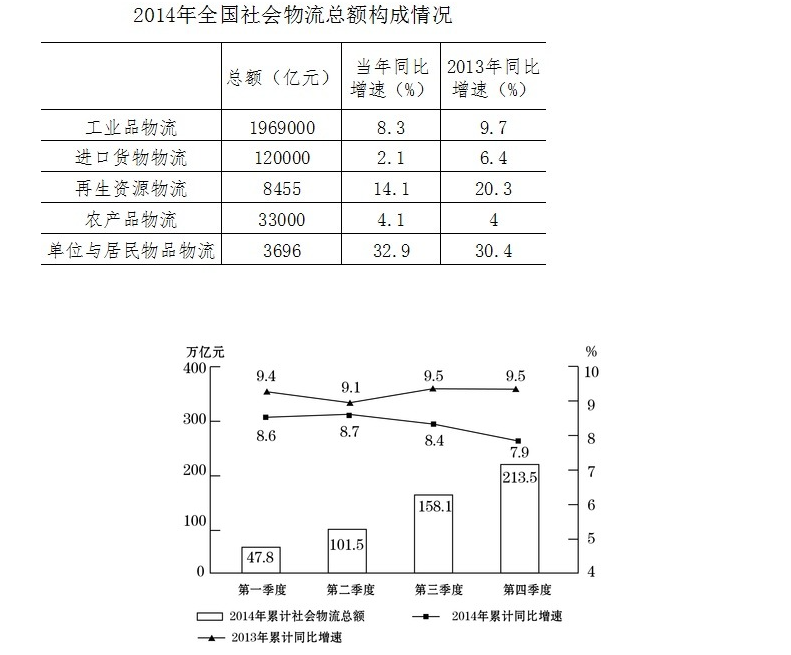 2014年全国社会物流总额构成情况
总额（亿元） 当年同比增速（%） 2013年同比增速（%）
工业品物流 1969000 8.3 9.7
进口货物物流 120000 2.1 6.4
再生资源物流 8455 14.1 20.3
农产品物流 33000 4.1 4
单位与居民物品物流 3696 32.9 30.4
万亿元 %
400 10
9.4 9.1 9.5 9.5
9
300
8.6 8.7 8.4 7.9
8
200 7
213.5
158.1
6
100
101.5
5
47.8
0 4
第一季度 第二季度 第三季度 第四季度
2014年累计社会物流总额 2014年累计同比增速
2013年累计同比增速